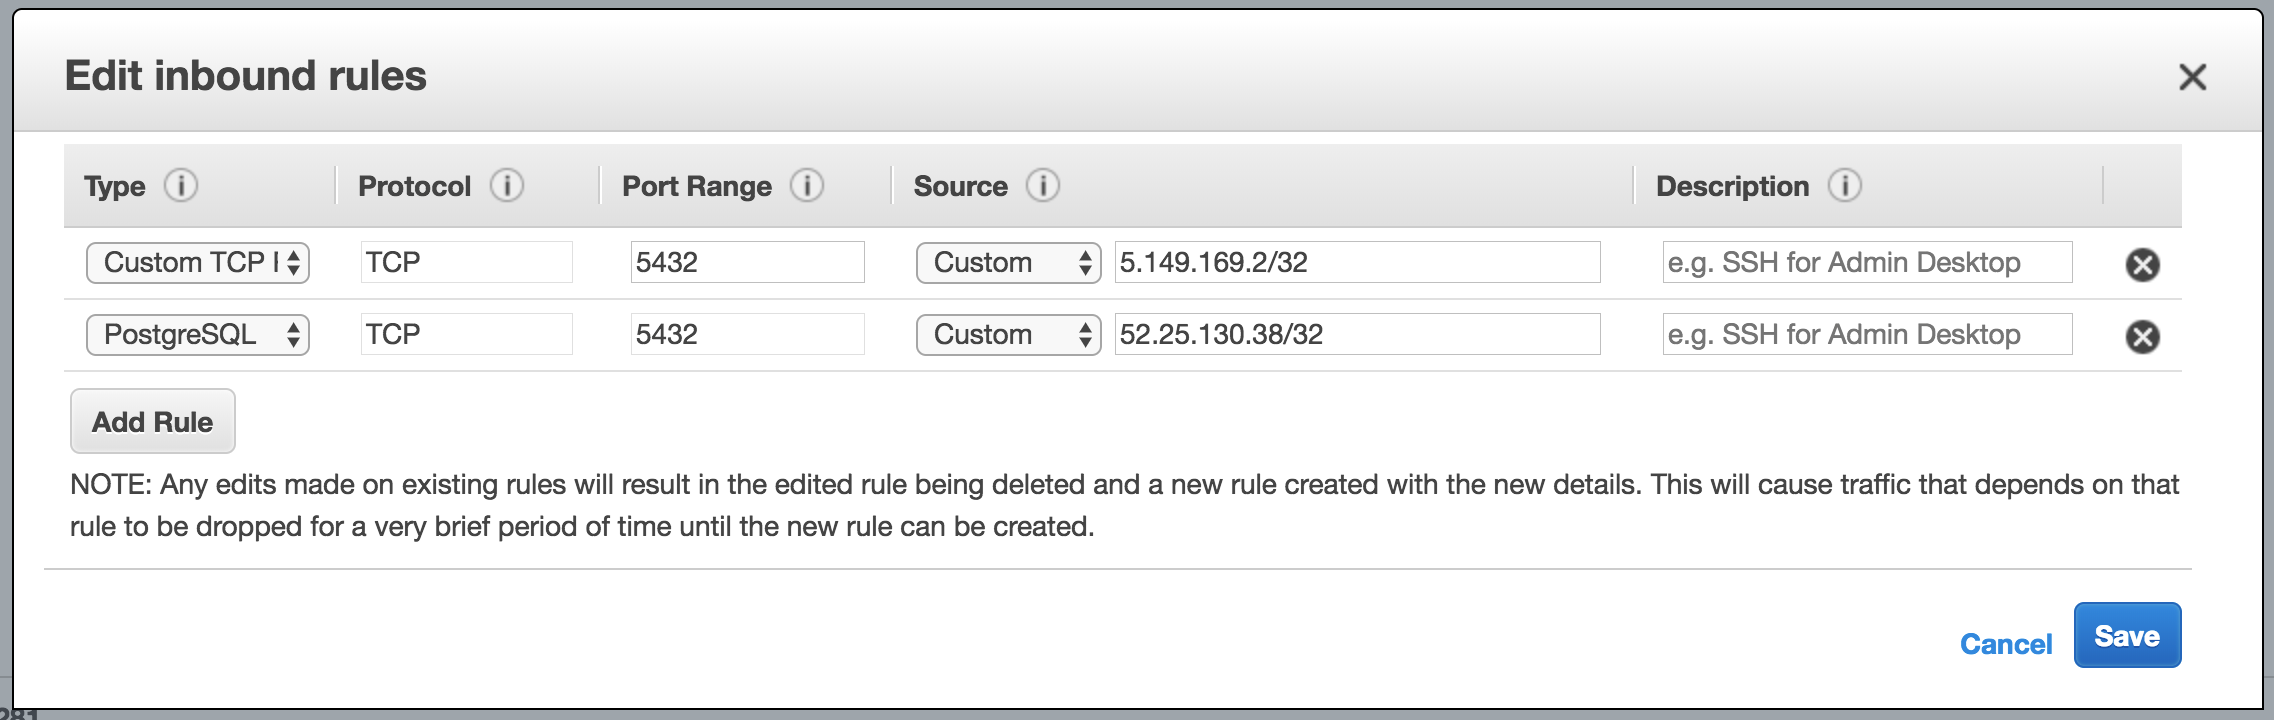 Edit inbound rules
Type Protocol Port Range Source Description
Custom TCP TCP 5432 Custom 5.149.169.2/32 e.g. SSH for Admin Desktop
PostgreSQL TCP 5432 Custom 52.25.130.38/32 e.g. SSH for Admin Desktop
Add Rule
NOTE: Any edits made on existing rules will result in the edited rule being deleted and a new rule created with the new details. This will cause traffic that depends on that
rule to be dropped for a very brief period of time until the new rule can be created.
Cancel Save